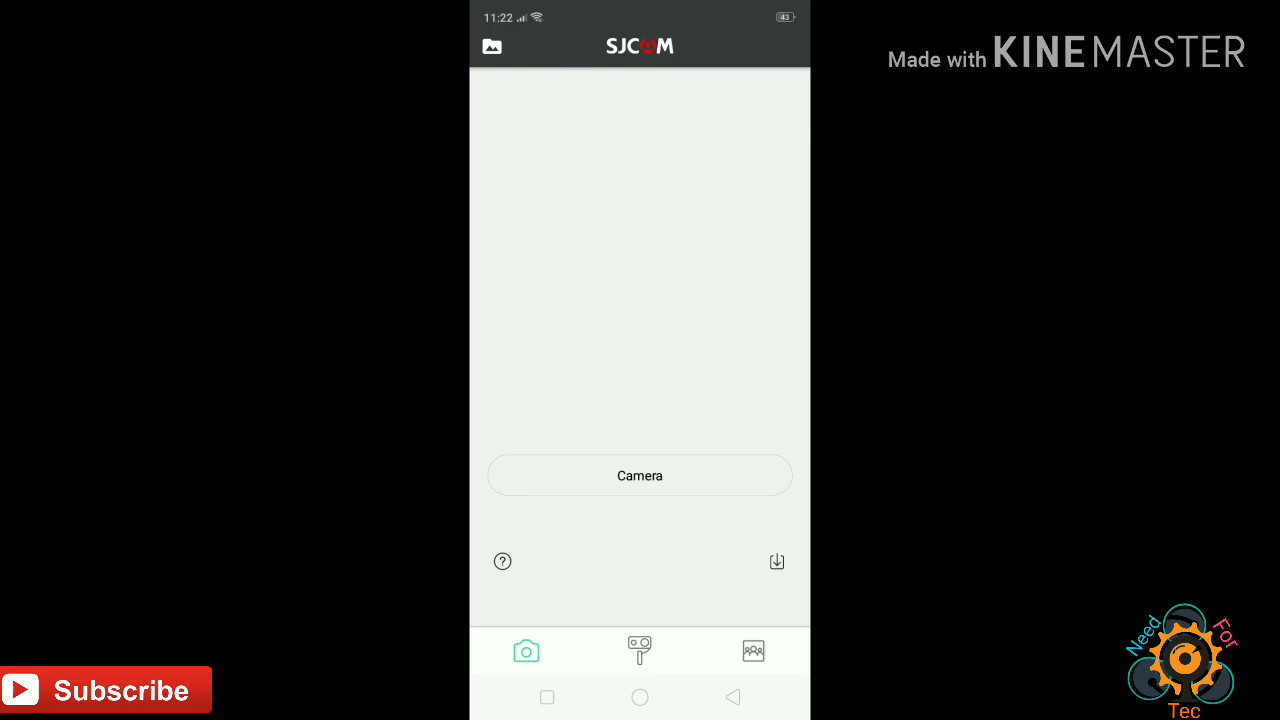 11:22
43
SJCAM
Made with KINEMASTER
Camera
?
Subscribe
Need For Tec